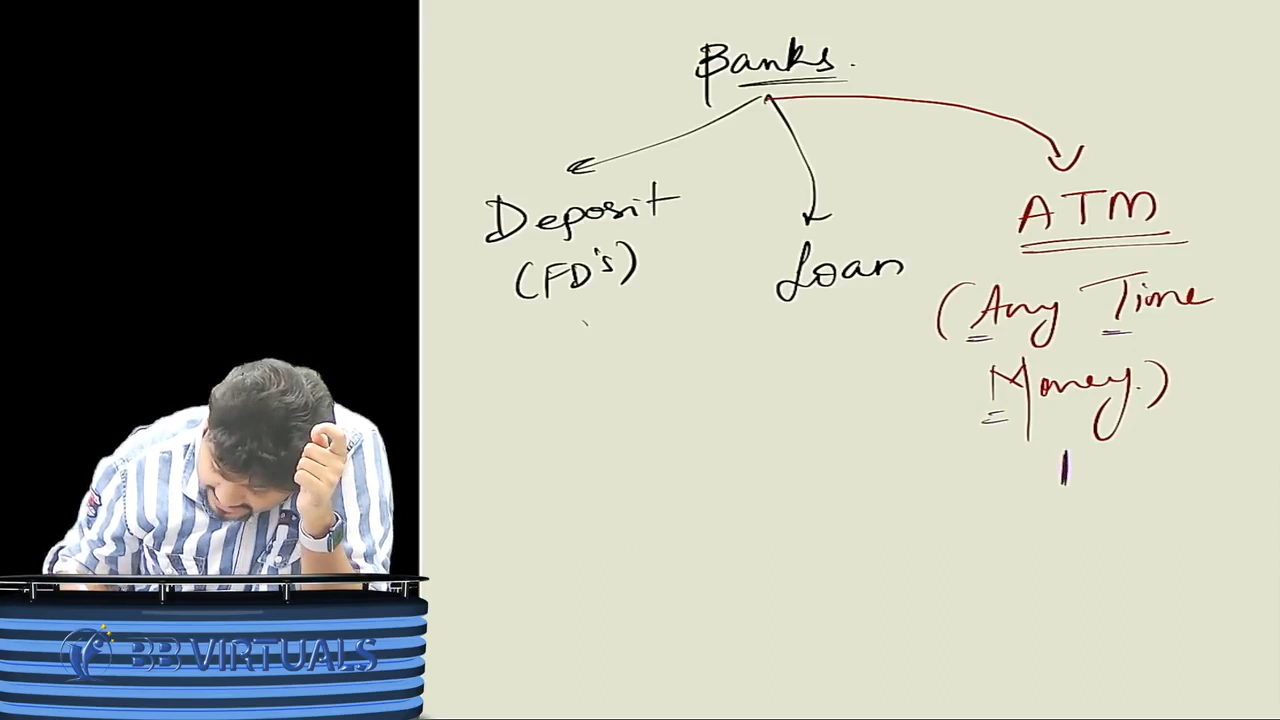 Banks.
Deposit
(FD's)
Loan
ATM
(Any Time
Money.)
BB VIRTUALS